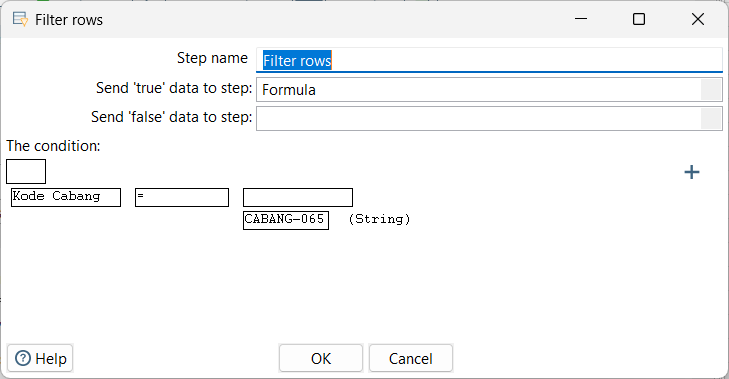 Filter rows
Step name Filter rows
Send 'true' data to step: Formula
Send 'false' data to step:
The condition:
Kode Cabang =
CABANG-065 (String)
Help OK Cancel